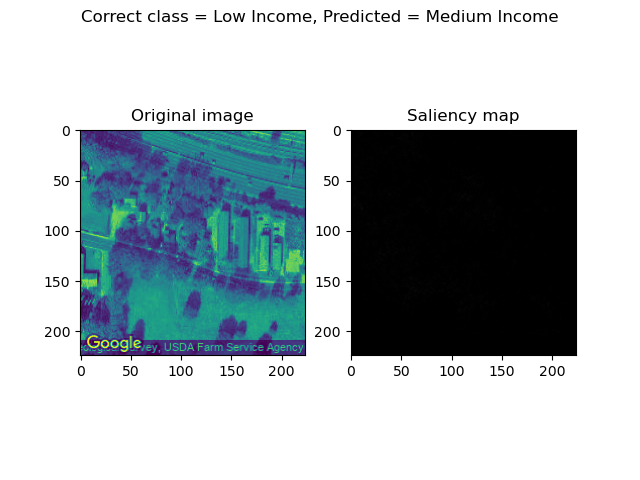 Correct class = Low Income, Predicted = Medium Income
Original image
Saliency map
0
50
100
150
200
0
50
100
150
200
Google
Survey, USDA Farm Service Agency
0 50 100 150 200
0 50 100 150 200